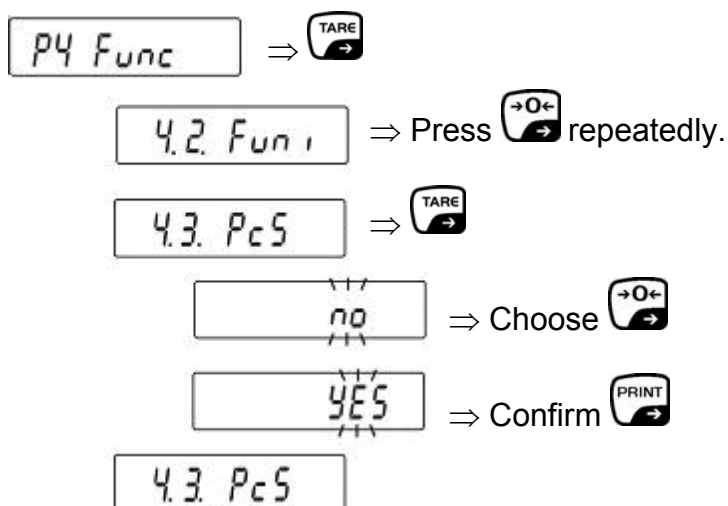 P4 Func ⇒ TARE
4.2. Fun i ⇒ Press →0← repeatedly.
4.3. PcS ⇒ TARE
no ⇒ Choose →0←
YES ⇒ Confirm PRINT
4.3. PcS